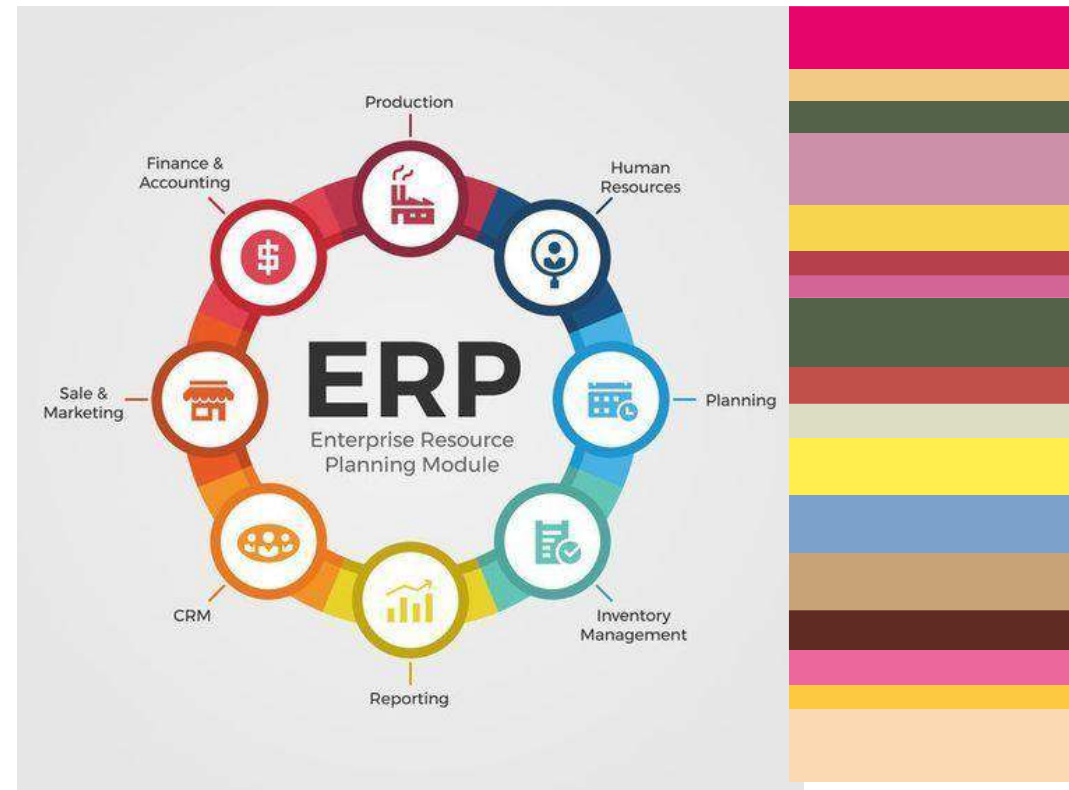 Production
Finance &
Accounting
Human
Resources
ERP
Enterprise Resource
Planning Module
Sale &
Marketing
Planning
CRM
Inventory
Management
Reporting